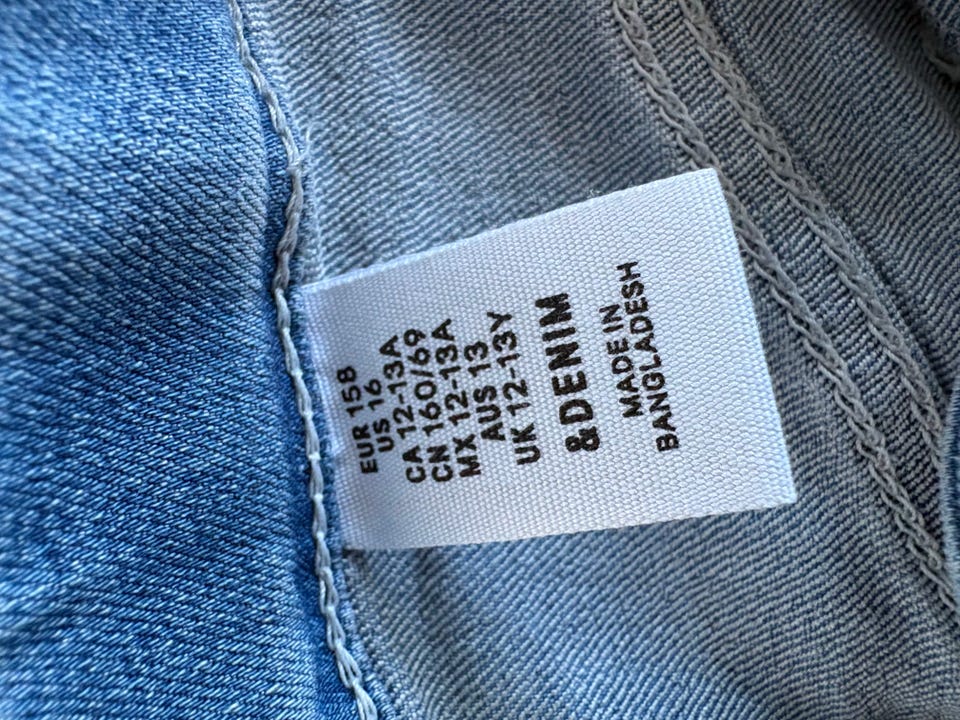 EUR 158
US 16
CA 12-13A
CN 160/69
MX 12-13A
AUS 13
UK 12-13Y
&DENIM
MADE IN
BANGLADESH